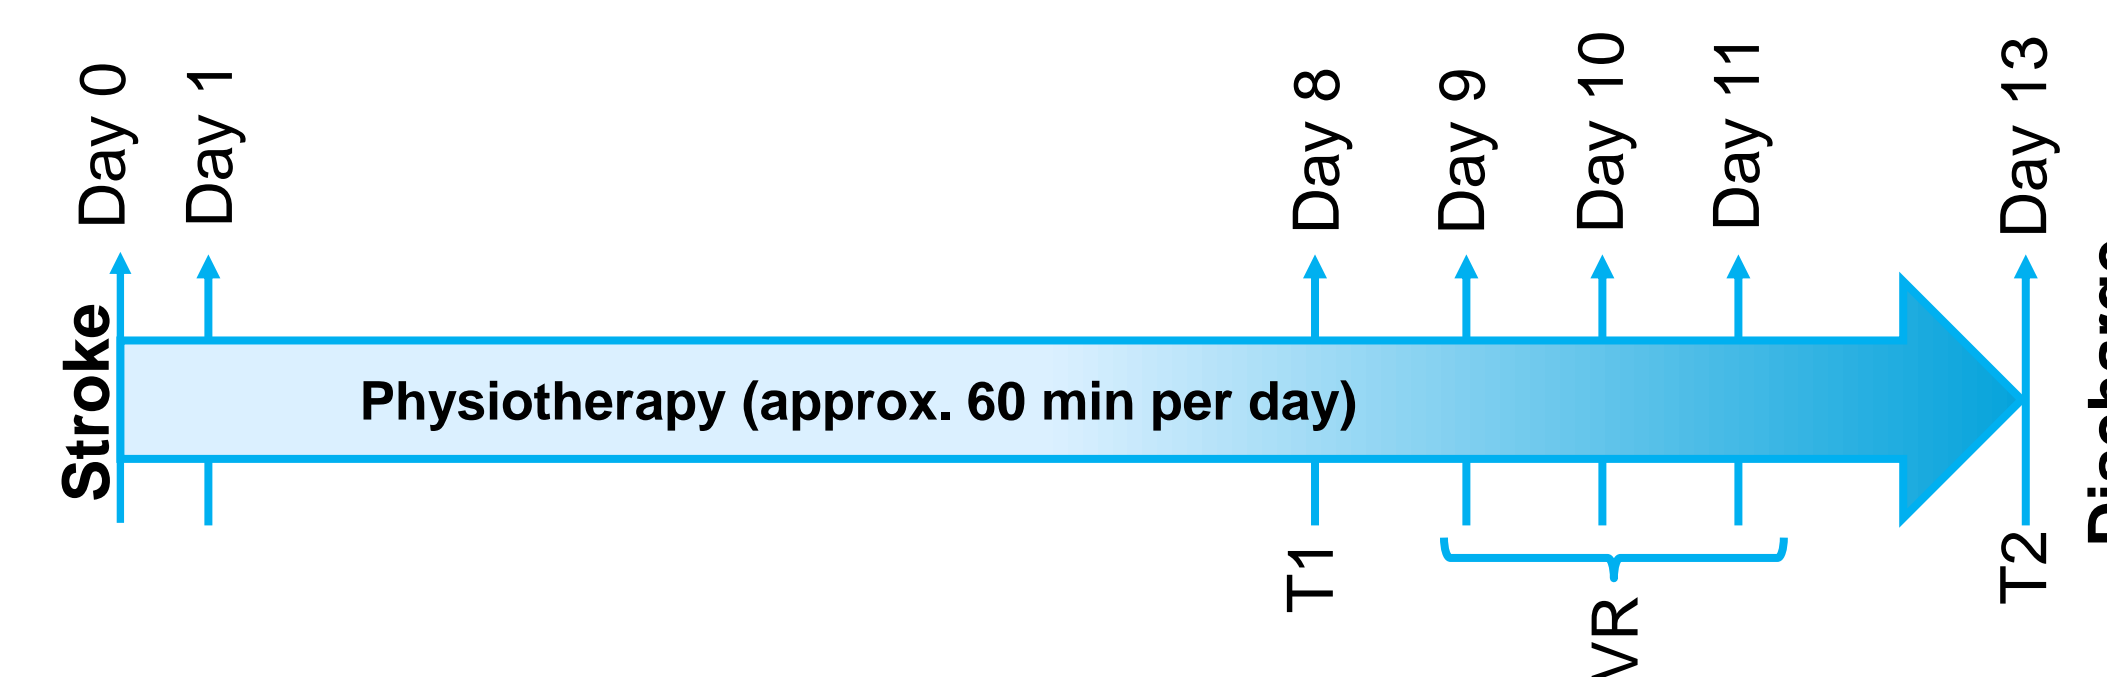 Day 0
Day 1
Day 8
Day 9
Day 10
Day 11
Day 13
Stroke
Physiotherapy (approx. 60 min per day)
Discharge
T1
VR
T2